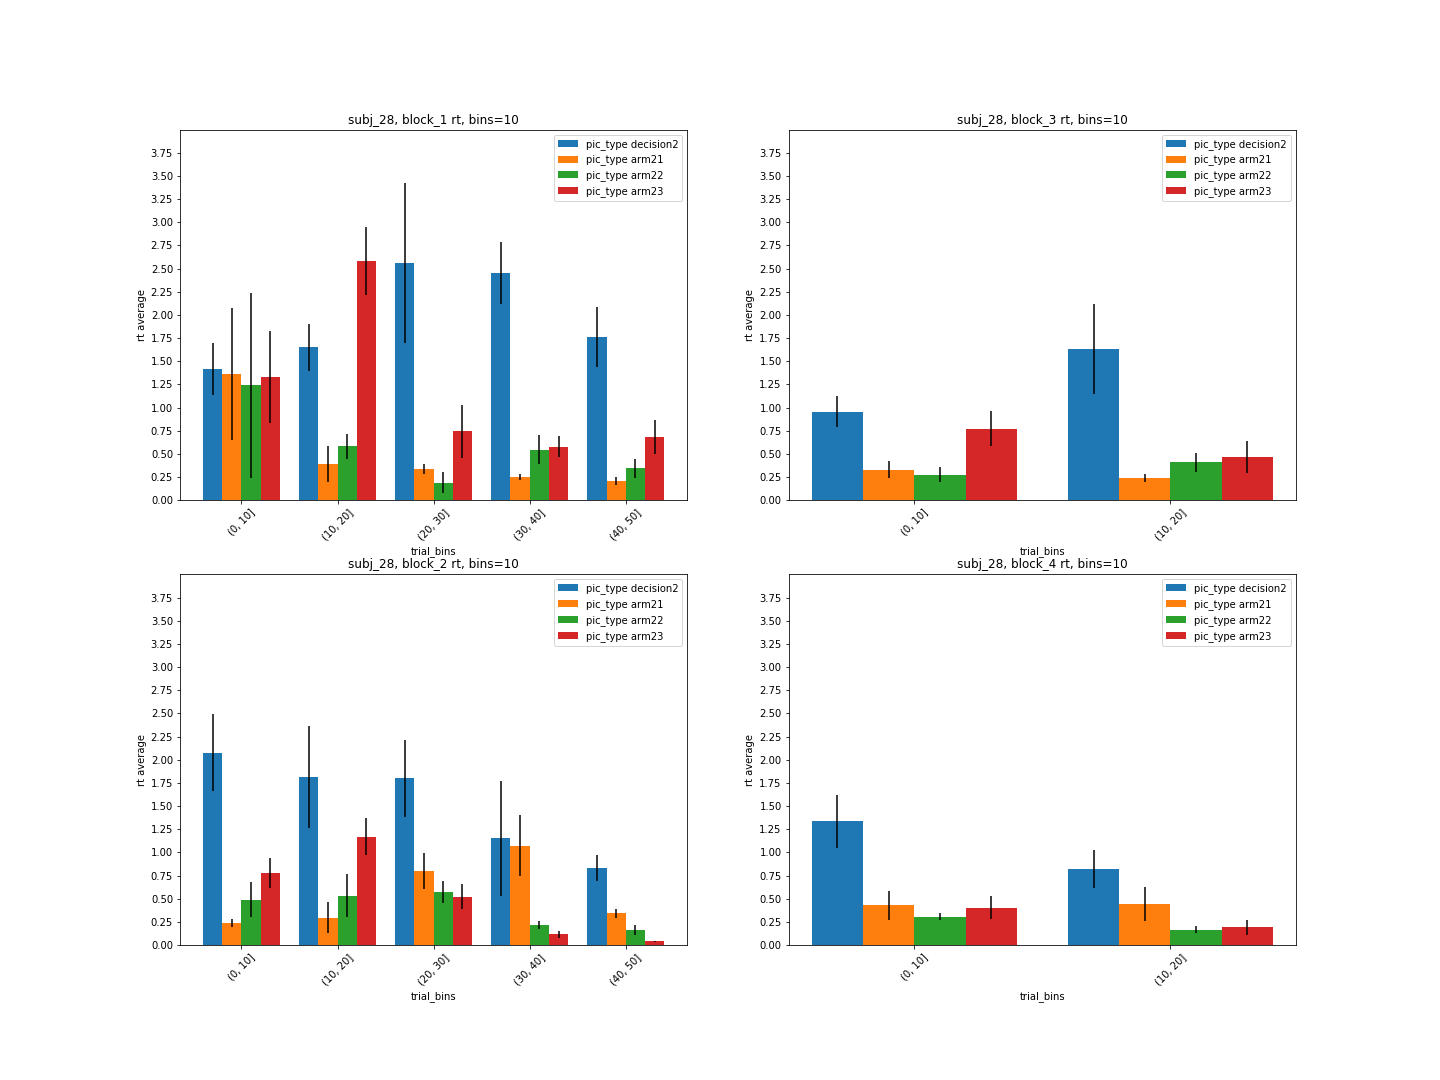 subj_28, block_1 rt, bins=10
3.75
3.50
3.25
3.00
2.75
2.50
2.25
2.00
1.75
1.50
1.25
1.00
0.75
0.50
0.25
0.00
rt average
pic_type decision2
pic_type arm21
pic_type arm22
pic_type arm23
(0, 10]
(10, 20]
(20, 30]
(30, 40]
(40, 50]
trial_bins
subj_28, block_3 rt, bins=10
3.75
3.50
3.25
3.00
2.75
2.50
2.25
2.00
1.75
1.50
1.25
1.00
0.75
0.50
0.25
0.00
rt average
pic_type decision2
pic_type arm21
pic_type arm22
pic_type arm23
(0, 10]
(10, 20]
trial_bins
subj_28, block_2 rt, bins=10
3.75
3.50
3.25
3.00
2.75
2.50
2.25
2.00
1.75
1.50
1.25
1.00
0.75
0.50
0.25
0.00
rt average
pic_type decision2
pic_type arm21
pic_type arm22
pic_type arm23
(0, 10]
(10, 20]
(20, 30]
(30, 40]
(40, 50]
trial_bins
subj_28, block_4 rt, bins=10
3.75
3.50
3.25
3.00
2.75
2.50
2.25
2.00
1.75
1.50
1.25
1.00
0.75
0.50
0.25
0.00
rt average
pic_type decision2
pic_type arm21
pic_type arm22
pic_type arm23
(0, 10]
(10, 20]
trial_bins